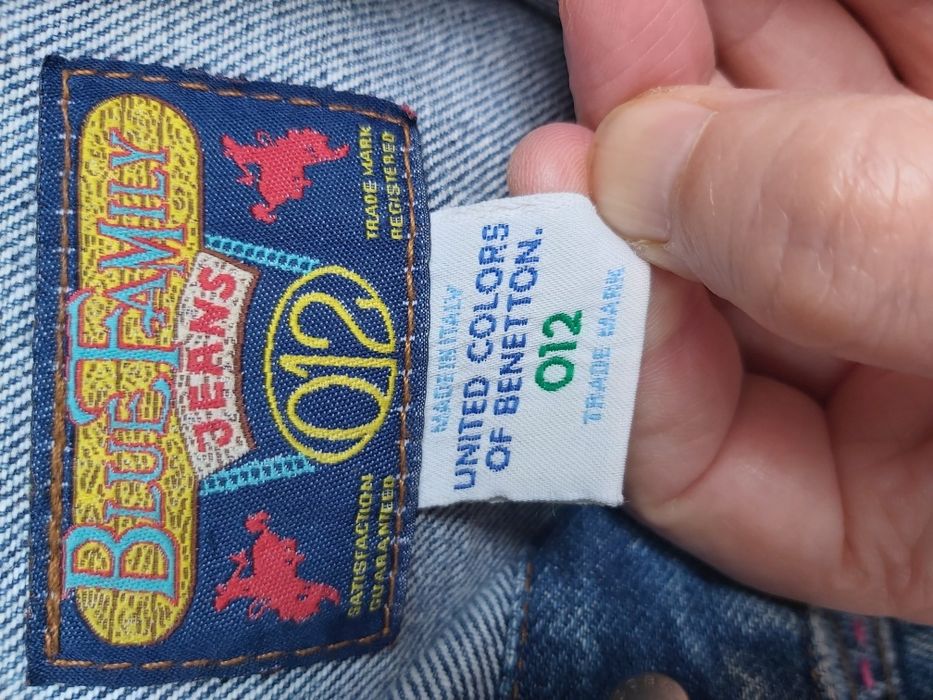 BLUE FAMILY
JEANS
012
SATISFACTION
GUARANTEED
TRADE MARK
REGISTERED
MADE IN ITALY
UNITED COLORS
OF BENETTON.
012
TRADE MARK